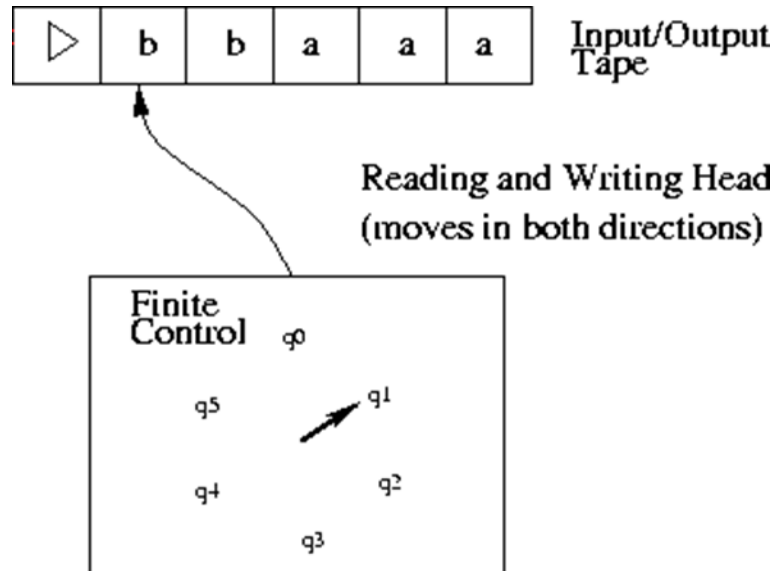 b b a a a
Input/Output
Tape
Reading and Writing Head
(moves in both directions)
Finite
Control
q0
q5
q1
q4
q2
q3